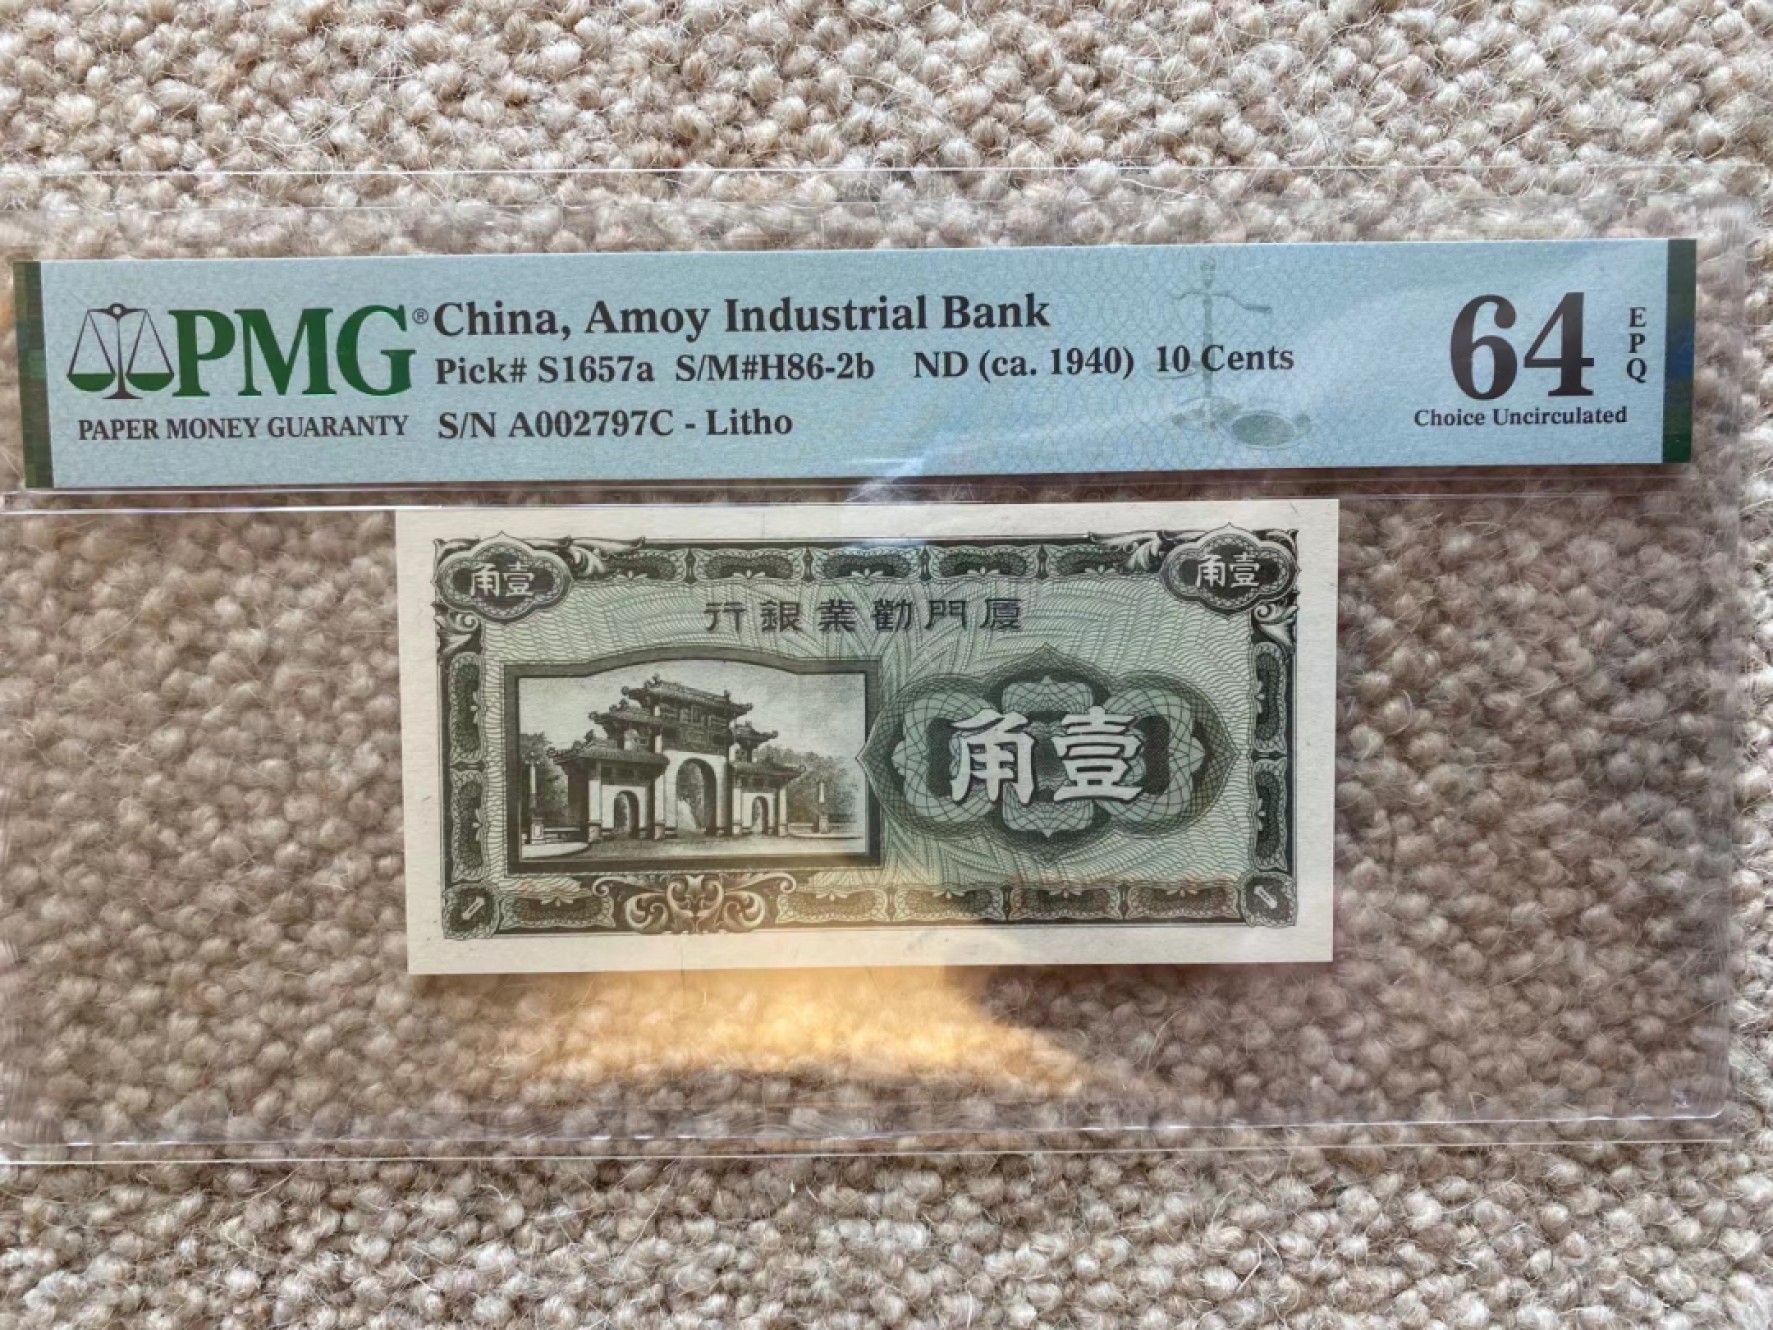 PMG® China, Amoy Industrial Bank
Pick# S1657a S/M#H86-2b ND (ca. 1940) 10 Cents
PAPER MONEY GUARANTY S/N A002797C - Litho
64 EPQ
Choice Uncirculated
角壹 角壹
行銀業勸門廈
角壹